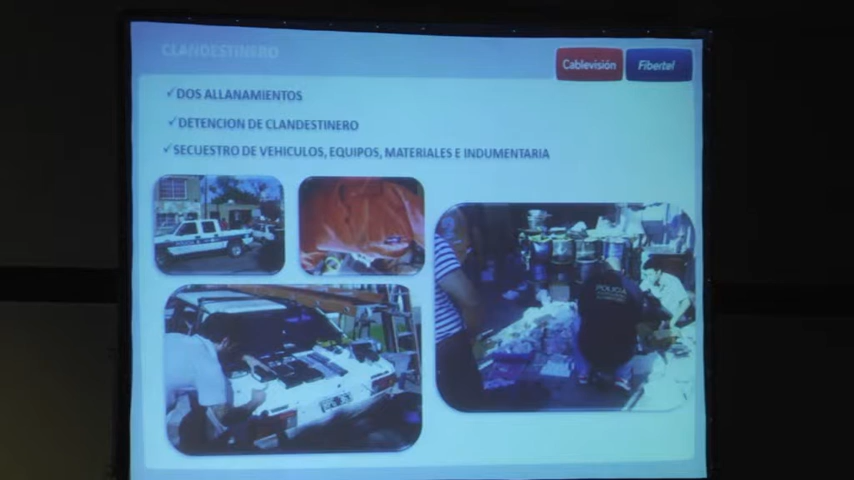 CLANDESTINERO
Cablevisión
Fibertel
✓DOS ALLANAMIENTOS
✓DETENCION DE CLANDESTINERO
✓SECUESTRO DE VEHICULOS, EQUIPOS, MATERIALES E INDUMENTARIA
POLICIA